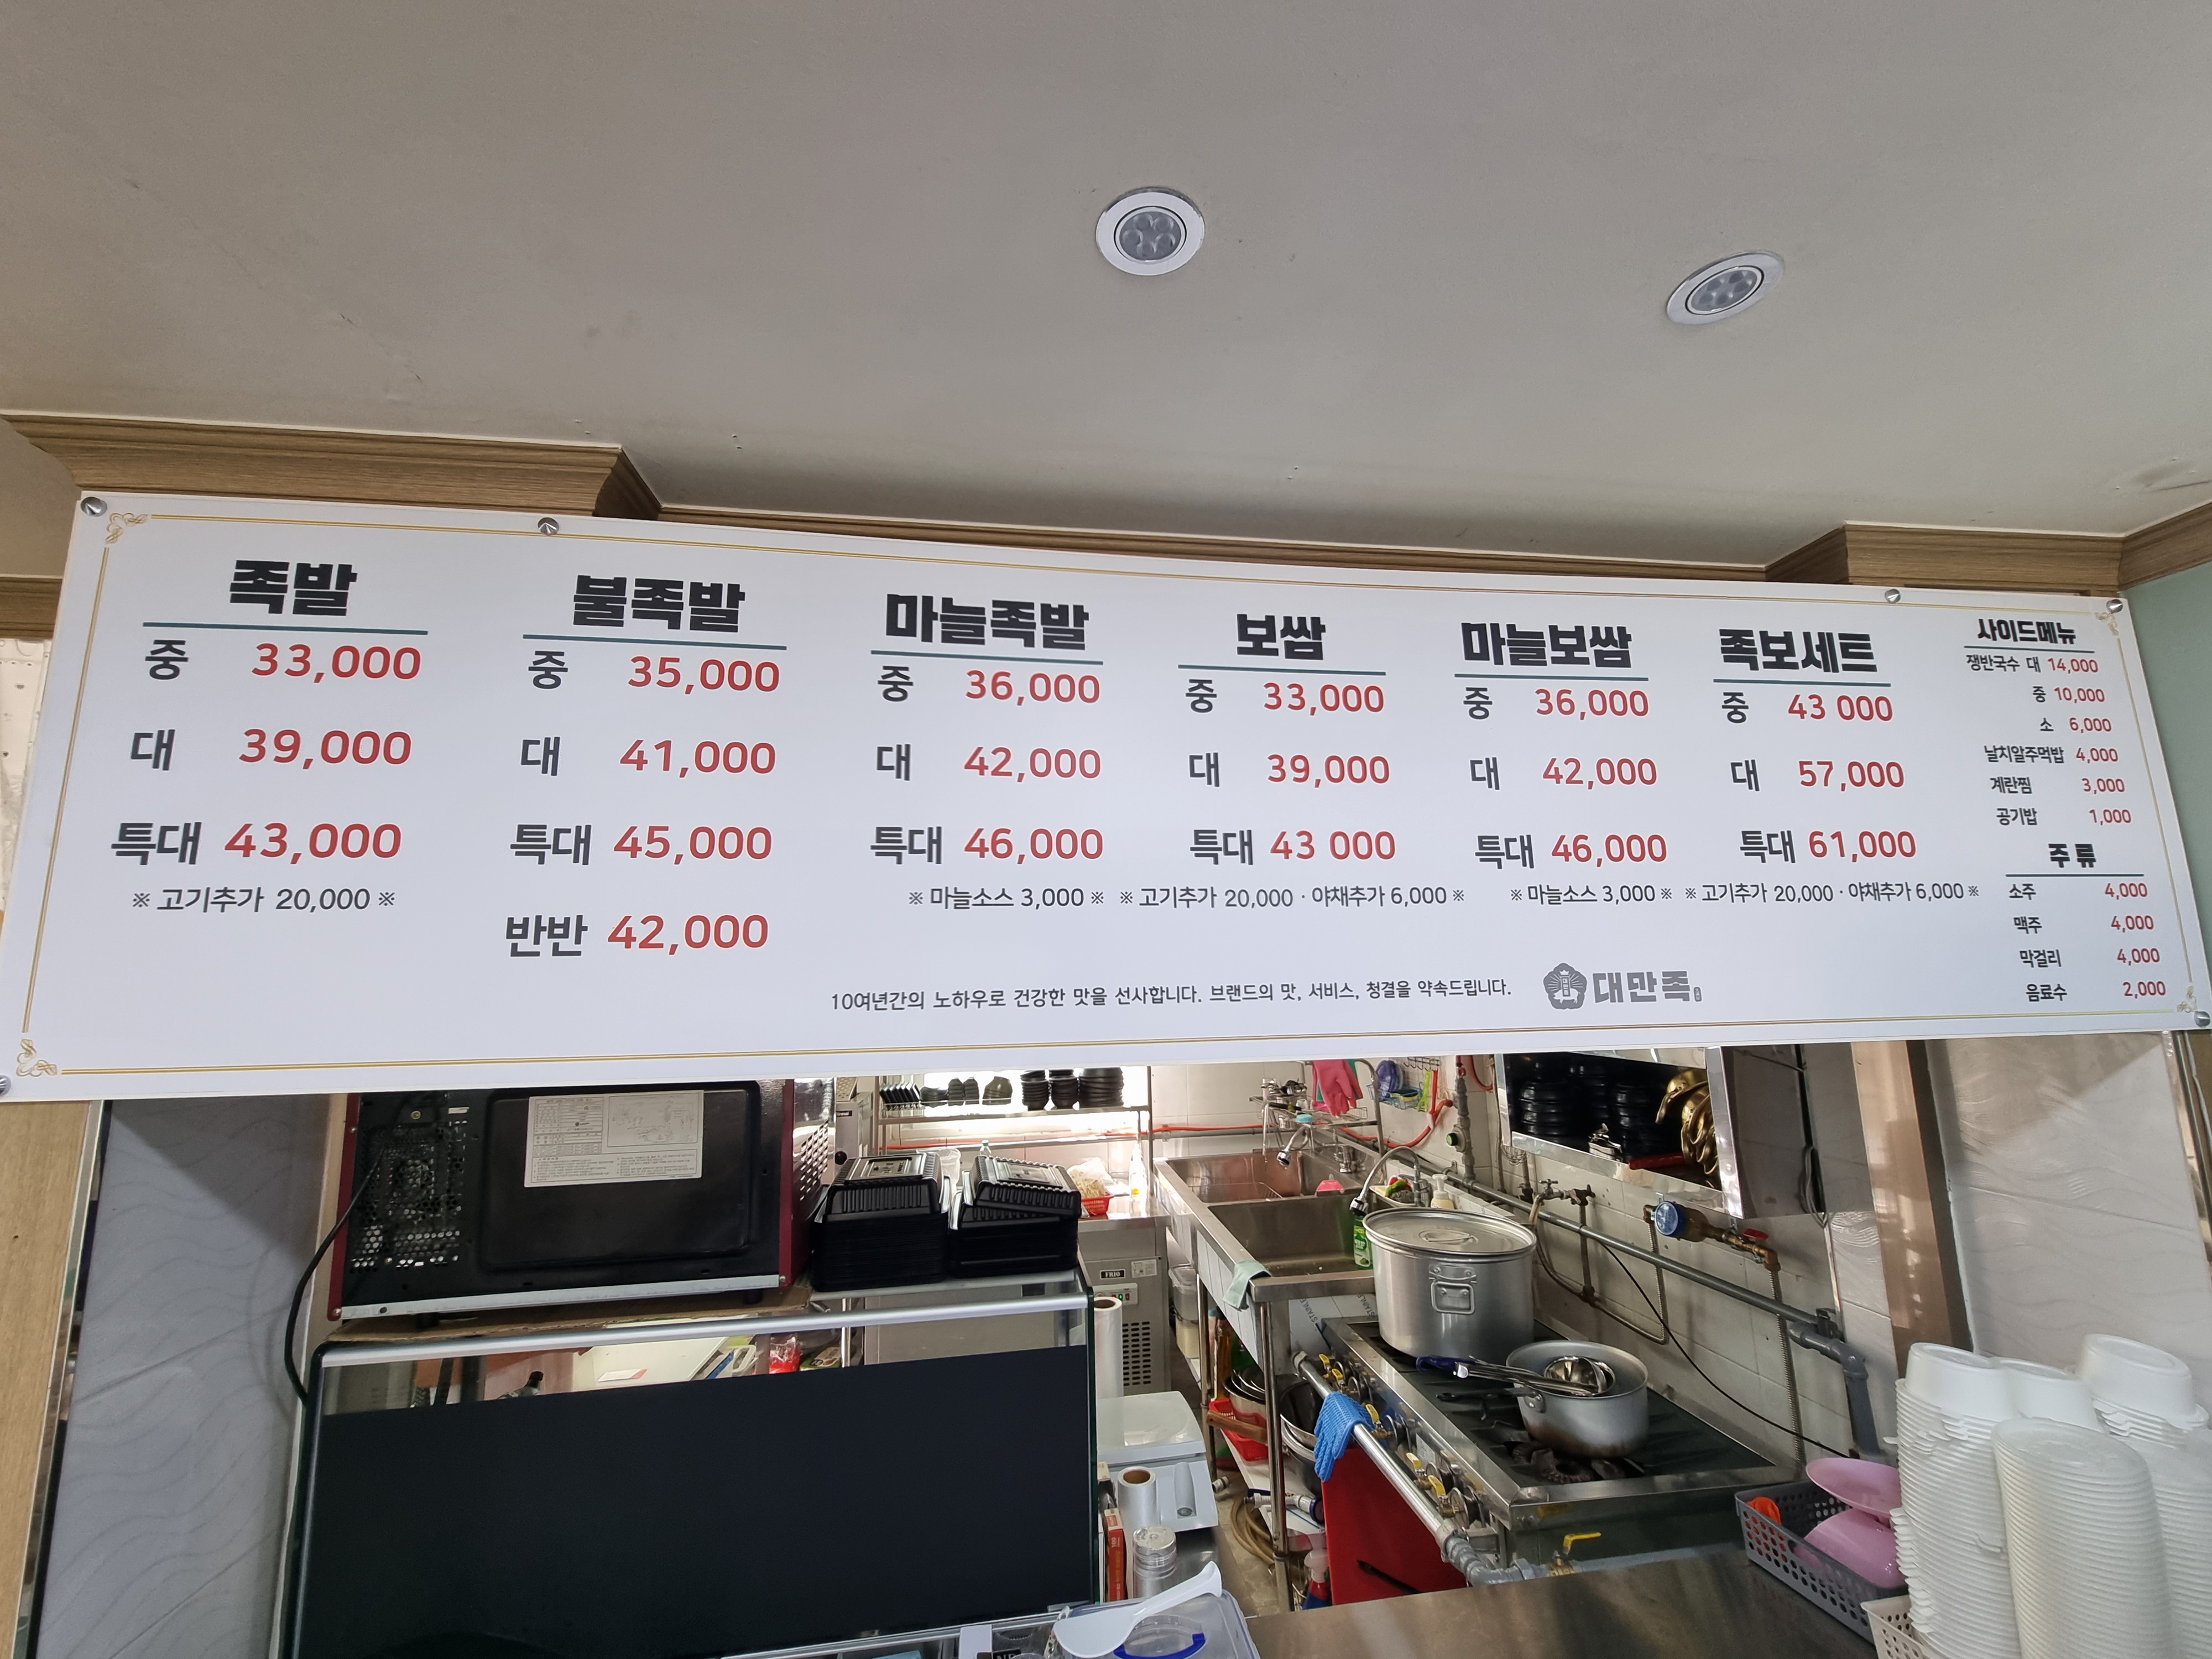 족발
중 33,000
대 39,000
특대 43,000
※ 고기추가 20,000 ※
불족발
중 35,000
대 41,000
특대 45,000
반반 42,000
마늘족발
중 36,000
대 42,000
특대 46,000
※ 마늘소스 3,000 ※
보쌈
중 33,000
대 39,000
특대 43 000
※ 고기추가 20,000 · 야채추가 6,000 ※
마늘보쌈
중 36,000
대 42,000
특대 46,000
※ 마늘소스 3,000 ※
족보세트
중 43 000
대 57,000
특대 61,000
※ 고기추가 20,000 · 야채추가 6,000 ※
사이드메뉴
쟁반국수 대 14,000
중 10,000
소 6,000
날치알주먹밥 4,000
계란찜 3,000
공기밥 1,000
주류
소주 4,000
맥주 4,000
막걸리 4,000
음료수 2,000
10여년간의 노하우로 건강한 맛을 선사합니다. 브랜드의 맛, 서비스, 청결을 약속드립니다.
대만족